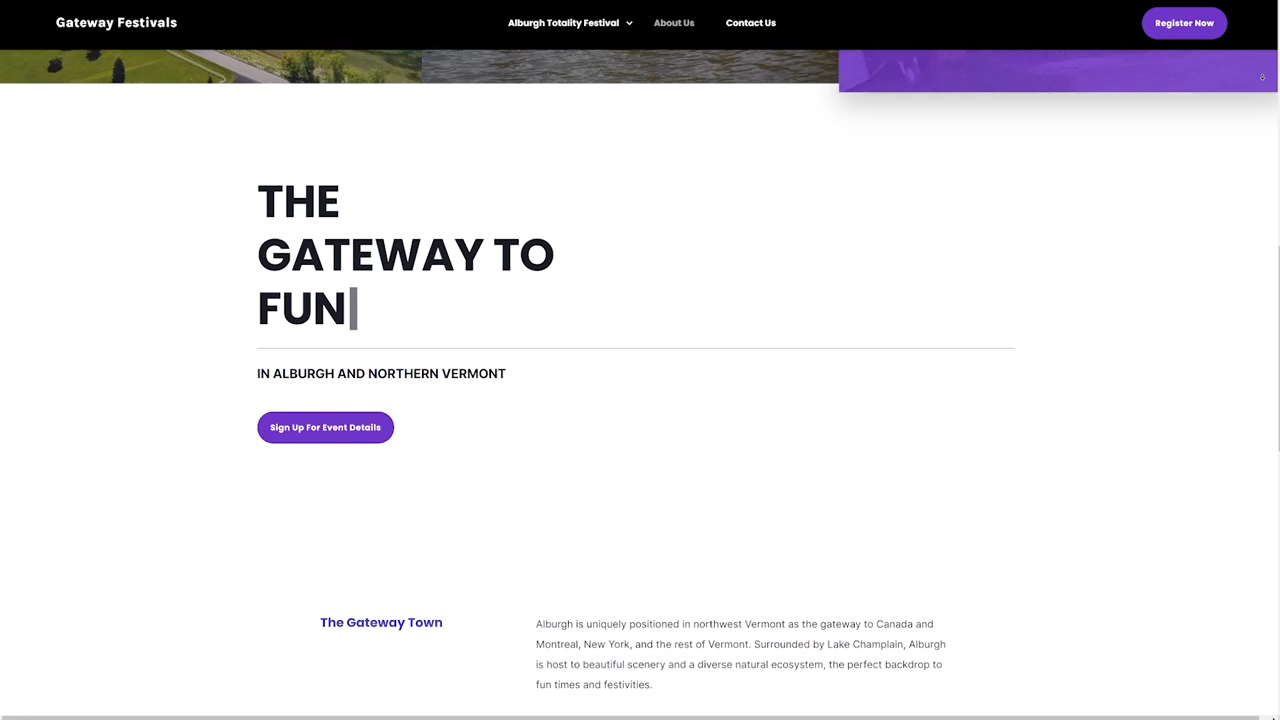 Gateway Festivals
Alburgh Totality Festival
About Us
Contact Us
Register Now
THE
GATEWAY TO
FUN
IN ALBURGH AND NORTHERN VERMONT
Sign Up For Event Details
The Gateway Town
Alburgh is uniquely positioned in northwest Vermont as the gateway to Canada and
Montreal, New York, and the rest of Vermont. Surrounded by Lake Champlain, Alburgh
is host to beautiful scenery and a diverse natural ecosystem, the perfect backdrop to
fun times and festivities.